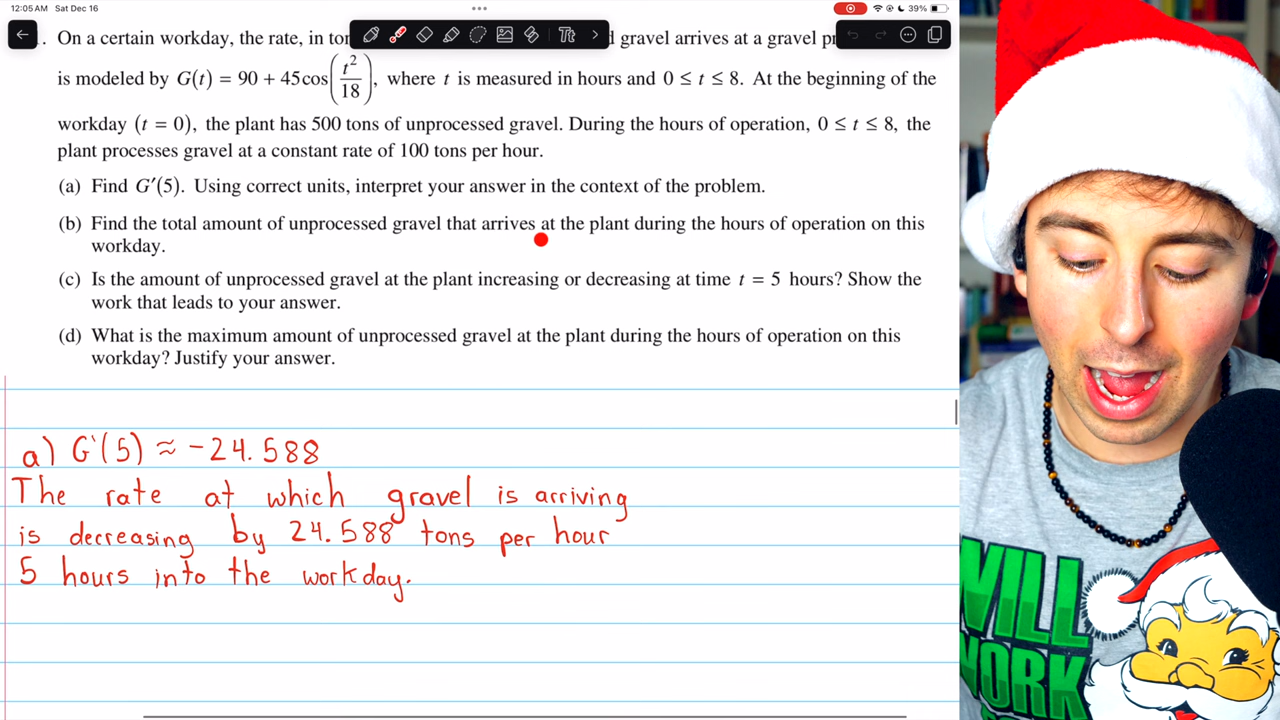 12:05 AM Sat Dec 16
39%
. On a certain workday, the rate, in ton gravel arrives at a gravel
Tt
is modeled by G(t) = 90 + 45cos(t²/18), where t is measured in hours and 0 ≤ t ≤ 8. At the beginning of the
workday (t = 0), the plant has 500 tons of unprocessed gravel. During the hours of operation, 0 ≤ t ≤ 8, the
plant processes gravel at a constant rate of 100 tons per hour.
(a) Find G′(5). Using correct units, interpret your answer in the context of the problem.
(b) Find the total amount of unprocessed gravel that arrives at the plant during the hours of operation on this
workday.
(c) Is the amount of unprocessed gravel at the plant increasing or decreasing at time t = 5 hours? Show the
work that leads to your answer.
(d) What is the maximum amount of unprocessed gravel at the plant during the hours of operation on this
workday? Justify your answer.
a) G'(5) ≈ -24.588
The rate at which gravel is arriving
is decreasing by 24.588 tons per hour
5 hours into the workday.
WILL
WORK